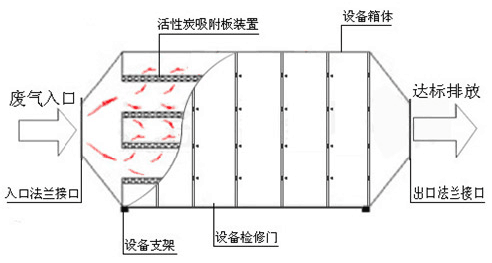 活性炭吸附板装置
设备箱体
废气入口
达标排放
入口法兰接口
出口法兰接口
设备支架
设备检修门